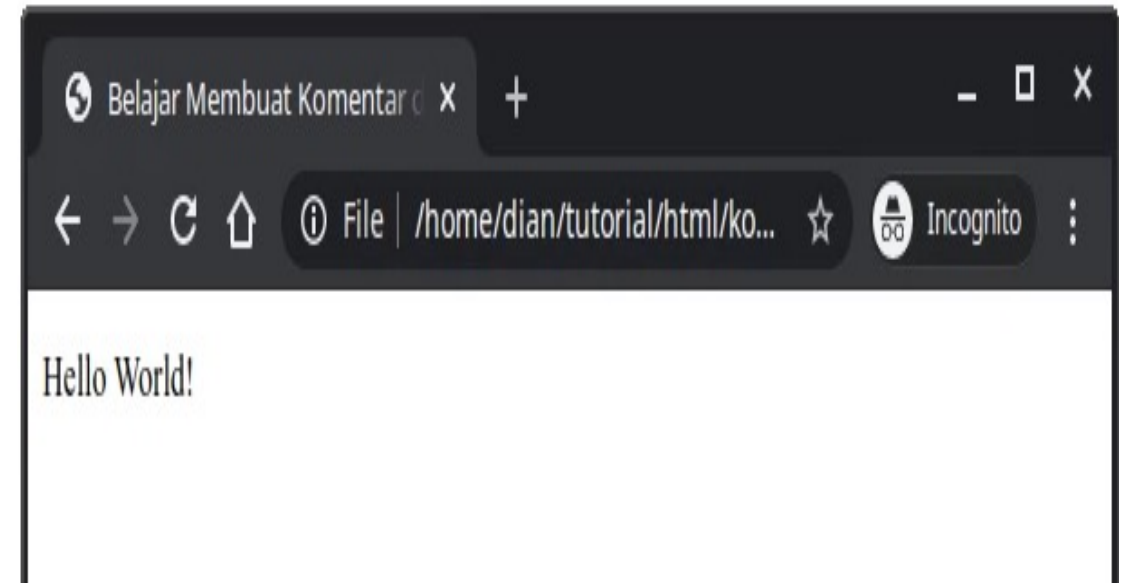 Belajar Membuat Komentar d
File /home/dian/tutorial/html/ko...
Incognito
Hello World!